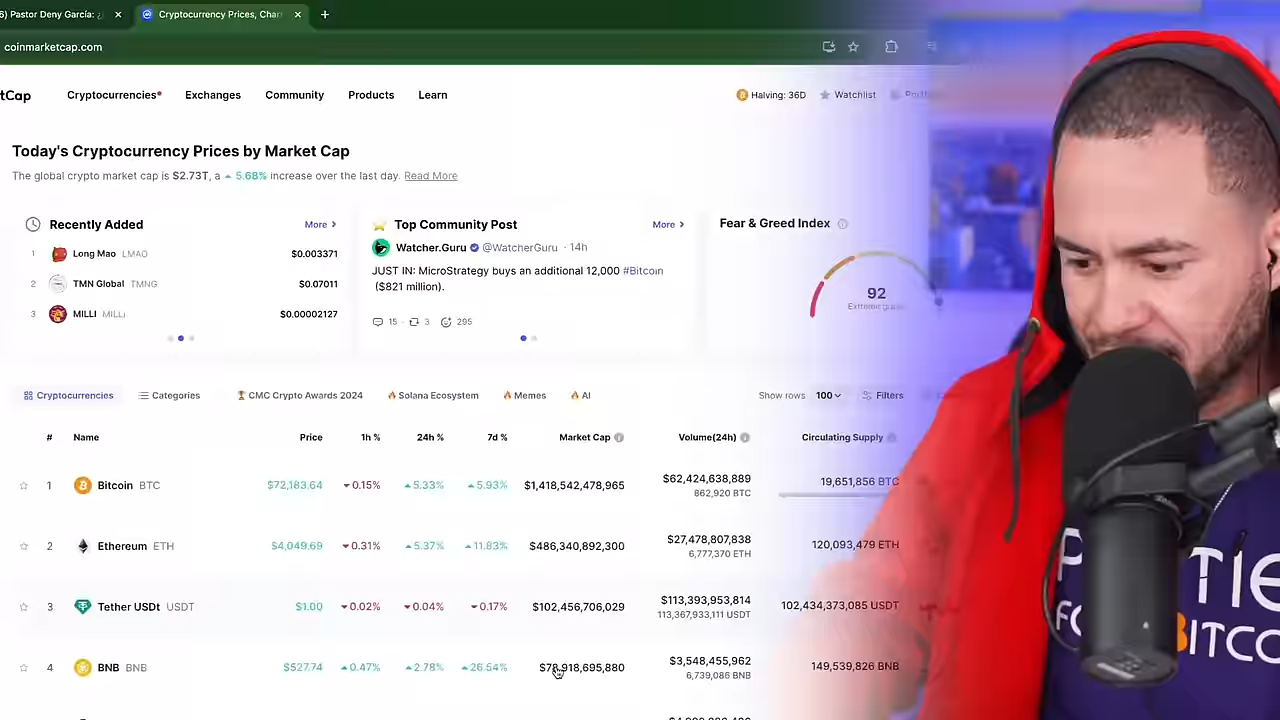 6) Pastor Deny García: ¿
Cryptocurrency Prices, Char
coinmarketcap.com
tCap
Cryptocurrencies
Exchanges
Community
Products
Learn
Halving: 36D
Watchlist
Today's Cryptocurrency Prices by Market Cap
The global crypto market cap is $2.73T, a 5.68% increase over the last day. Read More
Recently Added
More
1 Long Mao LMAO $0.003371
2 TMN Global TMNG $0.07011
3 MILLI MILLI $0.00002127
Top Community Post
More
Watcher.Guru @WatcherGuru · 14h
JUST IN: MicroStrategy buys an additional 12,000 #Bitcoin
($821 million).
15 3 295
Fear & Greed Index
92
Extreme greed
Cryptocurrencies
Categories
CMC Crypto Awards 2024
Solana Ecosystem
Memes
AI
Show rows 100
Filters
# Name Price 1h % 24h % 7d % Market Cap Volume(24h) Circulating Supply
1 Bitcoin BTC $72,183.64 0.15% 5.33% 5.93% $1,418,542,478,965 $62,424,638,889 19,651,856 BTC
862,920 BTC
2 Ethereum ETH $4,049.69 0.31% 5.37% 11.83% $486,340,892,300 $27,478,807,838 120,093,479 ETH
6,777,370 ETH
3 Tether USDt USDT $1.00 0.02% 0.04% 0.17% $102,456,706,029 $113,393,953,814 102,434,373,085 USDT
113,367,933,111 USDT
4 BNB BNB $527.74 0.47% 2.78% 26.54% $78,918,695,880 $3,548,455,962 149,539,826 BNB
6,739,086 BNB
BITCO